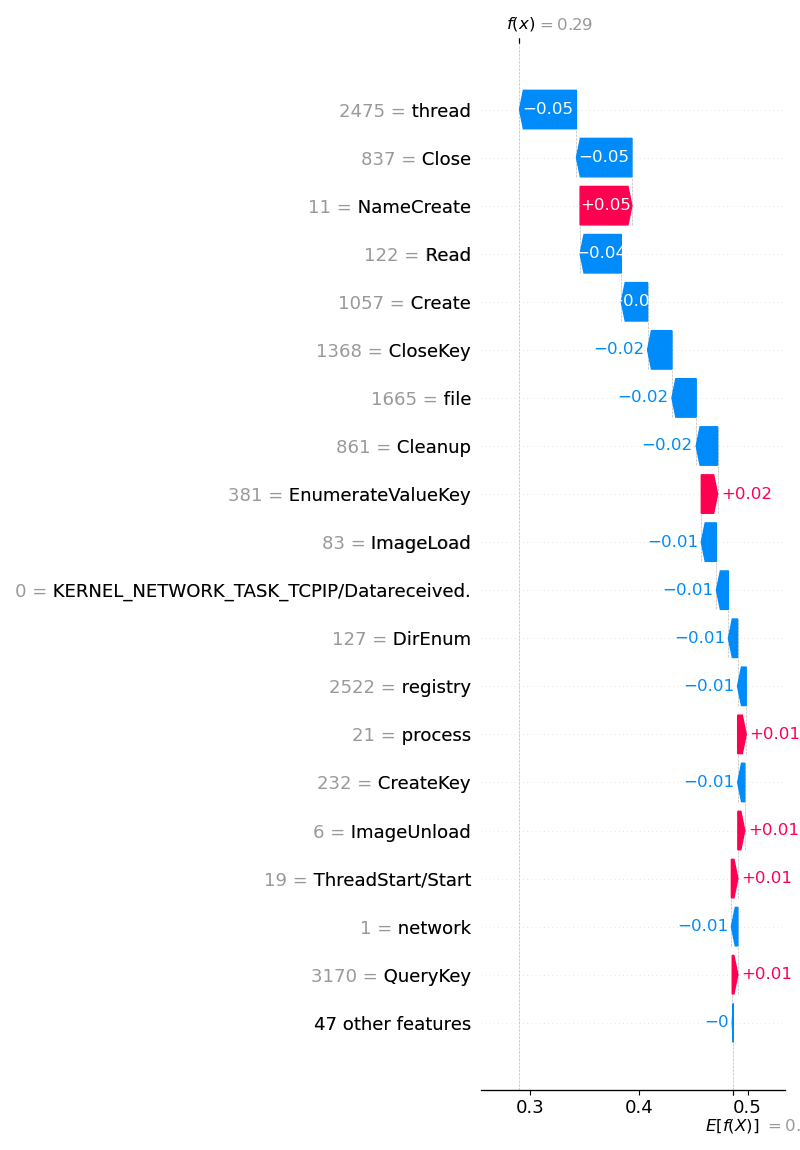 f(x) = 0.29
2475 = thread −0.05
837 = Close −0.05
11 = NameCreate +0.05
122 = Read −0.04
1057 = Create −0.0
1368 = CloseKey −0.02
1665 = file −0.02
861 = Cleanup −0.02
381 = EnumerateValueKey +0.02
83 = ImageLoad −0.01
0 = KERNEL_NETWORK_TASK_TCPIP/Datareceived. −0.01
127 = DirEnum −0.01
2522 = registry −0.01
21 = process +0.01
232 = CreateKey −0.01
6 = ImageUnload +0.01
19 = ThreadStart/Start +0.01
1 = network −0.01
3170 = QueryKey +0.01
47 other features −0
0.3 0.4 0.5
E[f(X)] = 0.